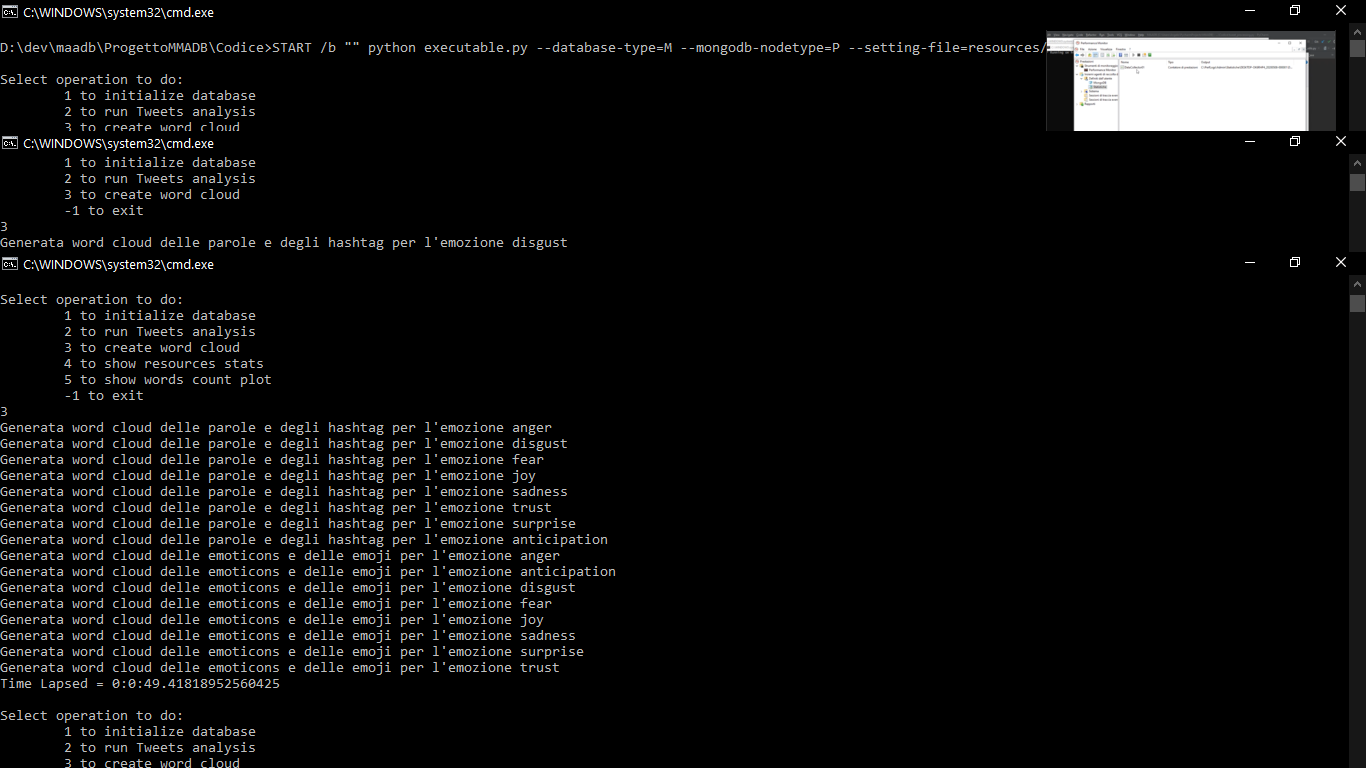 C:\WINDOWS\system32\cmd.exe
D:\dev\maadb\ProgettoMMADB\Codice>START /b "" python executable.py --database-type=M --mongodb-nodetype=P --setting-file=resources/
Select operation to do:
1 to initialize database
2 to run Tweets analysis
3 to create word cloud
C:\WINDOWS\system32\cmd.exe
1 to initialize database
2 to run Tweets analysis
3 to create word cloud
-1 to exit
3
Generata word cloud delle parole e degli hashtag per l'emozione disgust
C:\WINDOWS\system32\cmd.exe
Select operation to do:
1 to initialize database
2 to run Tweets analysis
3 to create word cloud
4 to show resources stats
5 to show words count plot
-1 to exit
3
Generata word cloud delle parole e degli hashtag per l'emozione anger
Generata word cloud delle parole e degli hashtag per l'emozione disgust
Generata word cloud delle parole e degli hashtag per l'emozione fear
Generata word cloud delle parole e degli hashtag per l'emozione joy
Generata word cloud delle parole e degli hashtag per l'emozione sadness
Generata word cloud delle parole e degli hashtag per l'emozione trust
Generata word cloud delle parole e degli hashtag per l'emozione surprise
Generata word cloud delle parole e degli hashtag per l'emozione anticipation
Generata word cloud delle emoticons e delle emoji per l'emozione anger
Generata word cloud delle emoticons e delle emoji per l'emozione anticipation
Generata word cloud delle emoticons e delle emoji per l'emozione disgust
Generata word cloud delle emoticons e delle emoji per l'emozione fear
Generata word cloud delle emoticons e delle emoji per l'emozione joy
Generata word cloud delle emoticons e delle emoji per l'emozione sadness
Generata word cloud delle emoticons e delle emoji per l'emozione surprise
Generata word cloud delle emoticons e delle emoji per l'emozione trust
Time Lapsed = 0:0:49.41818952560425
Select operation to do:
1 to initialize database
2 to run Tweets analysis
3 to create word cloud